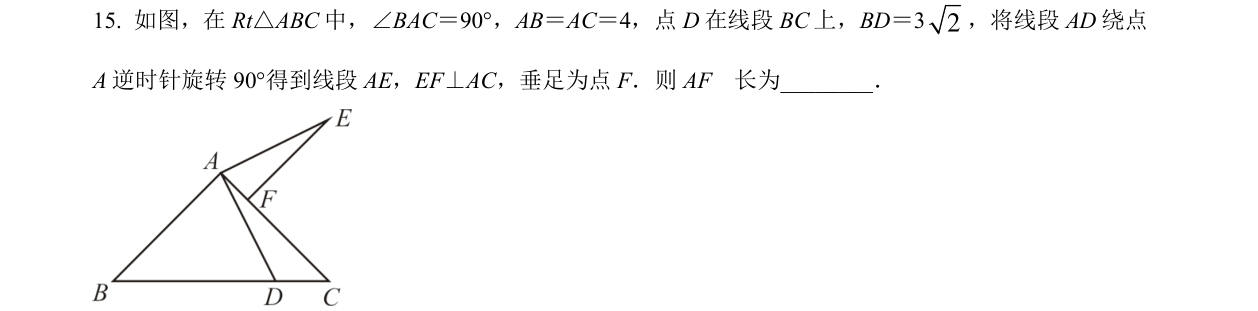 15. 如图，在 Rt△ABC 中，∠BAC＝90°，AB＝AC＝4，点 D 在线段 BC 上，BD＝3√2，将线段 AD 绕点
A 逆时针旋转 90°得到线段 AE，EF⊥AC，垂足为点 F．则 AF 长为________．
E
A
F
B
D
C